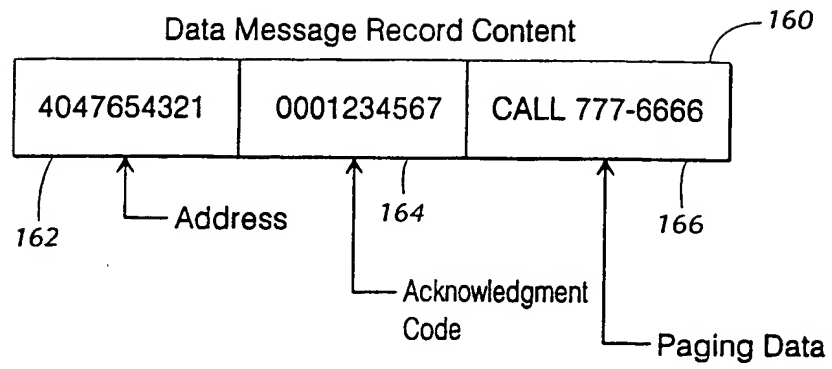 Data Message Record Content
160
4047654321 0001234567 CALL 777-6666
162
Address
164
166
Acknowledgment
Code
Paging Data